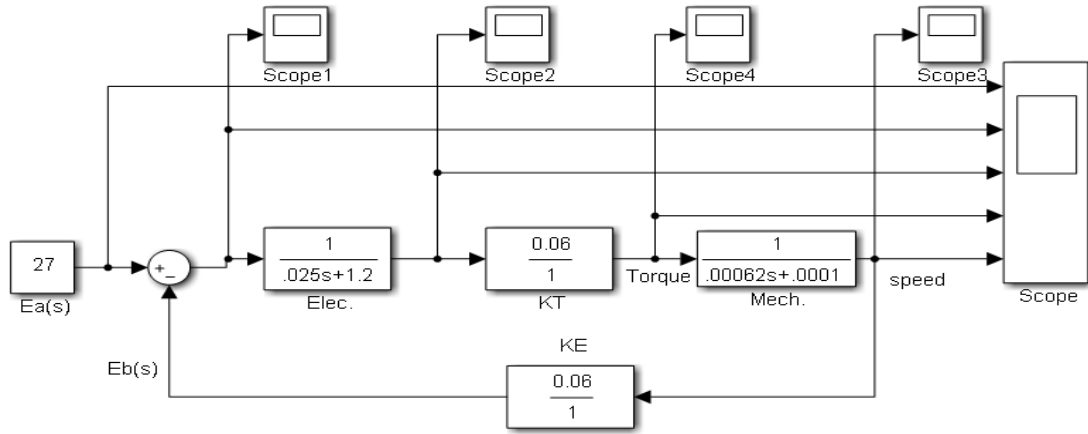 Scope1
Scope2
Scope4
Scope3
27
Ea(s)
+
_
1
.025s+1.2
Elec.
0.06
1
KT
Torque
1
.00062s+.0001
Mech.
speed
Scope
Eb(s)
KE
0.06
1